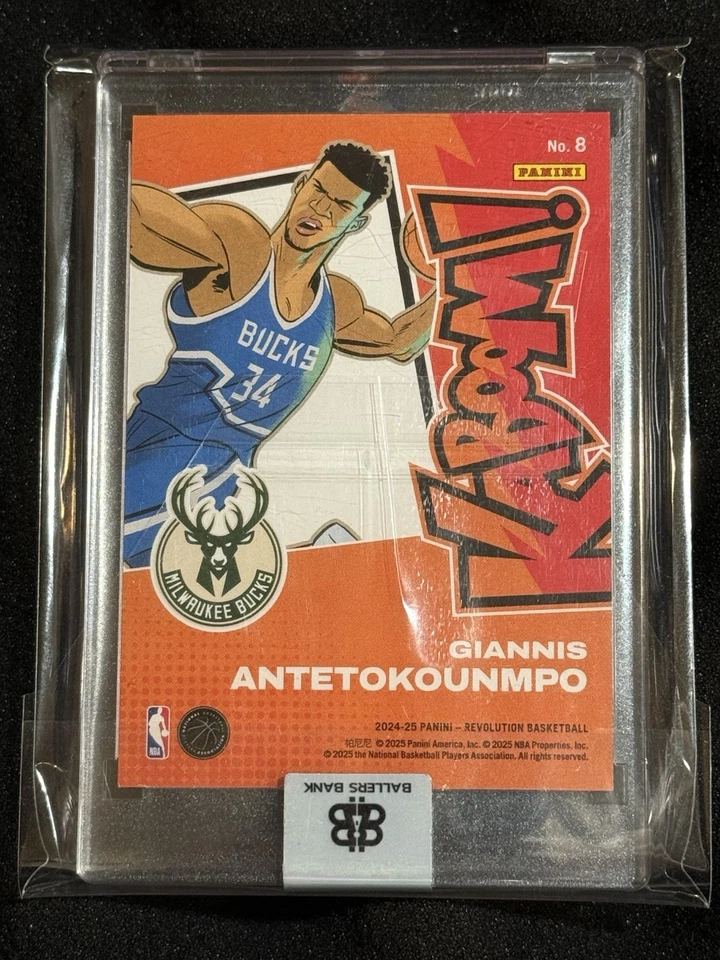 No. 8
PANINI
KABOOM!
BUCKS
34
MILWAUKEE BUCKS
GIANNIS
ANTETOKOUNMPO
2024-25 PANINI – REVOLUTION BASKETBALL
帕尼尼 © 2025 Panini America, Inc. © 2025 NBA Properties, Inc.
© 2025 the National Basketball Players Association. All rights reserved.
NBA
BALLERS BANK